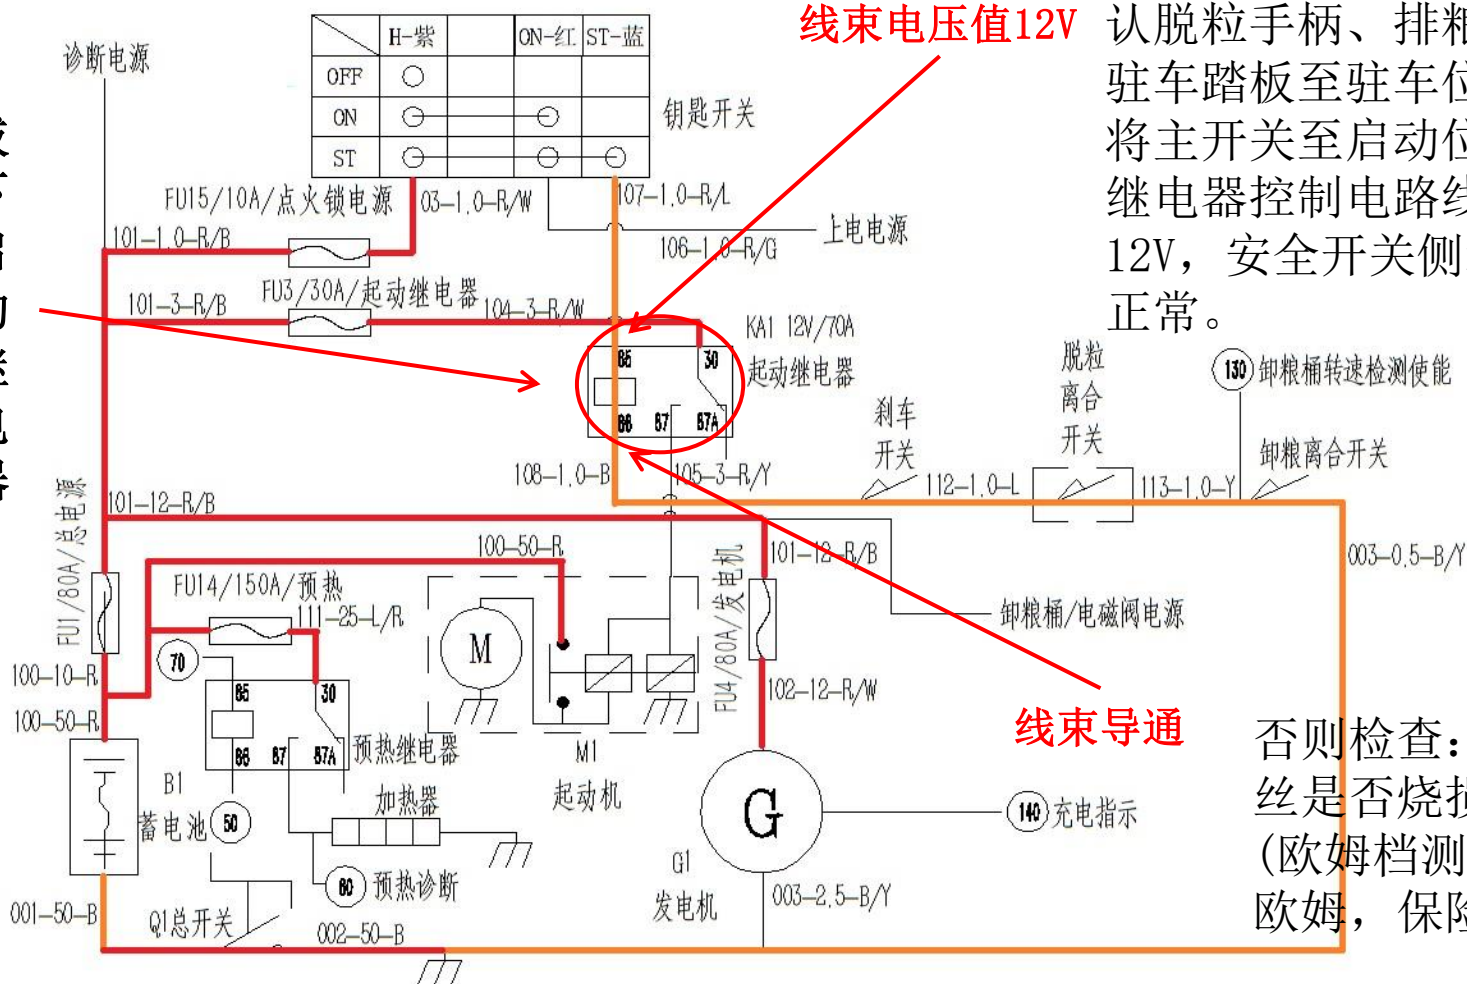 线束电压值12V
认脱粒手柄、排粮
驻车踏板至驻车位
将主开关至启动位
继电器控制电路线
12V，安全开关侧
正常。
诊断电源
H-紫 ON-红 ST-蓝
OFF
ON
ST
钥匙开关
FU15/10A/点火锁电源
03-1.0-R/W
107-1.0-R/L
101-1.0-R/B
上电电源
106-1.0-R/G
FU3/30A/起动继电器
101-3-R/B
104-3-R/W
KA1 12V/70A
起动继电器
85 30
86 87 87A
动
继
电
器
脱粒
离合
开关
130 卸粮桶转速检测使能
刹车
开关
卸粮离合开关
108-1.0-B
105-3-R/Y
112-1.0-L
113-1.0-Y
101-12-R/B
FU1/80A/总电源
100-50-R
101-12-R/B
003-0.5-B/Y
FU14/150A/预热
111-25-L/R
卸粮桶/电磁阀电源
FU4/80A/发电机
70
M
100-10-R
102-12-R/W
100-50-R
85 30
86 87 87A
预热继电器
线束导通
M1
起动机
否则检查：
丝是否烧损
(欧姆档测
欧姆，保险
B1
蓄电池
50
加热器
G
140 充电指示
G1
发电机
60 预热诊断
003-2.5-B/Y
001-50-B
Q1总开关
002-50-B